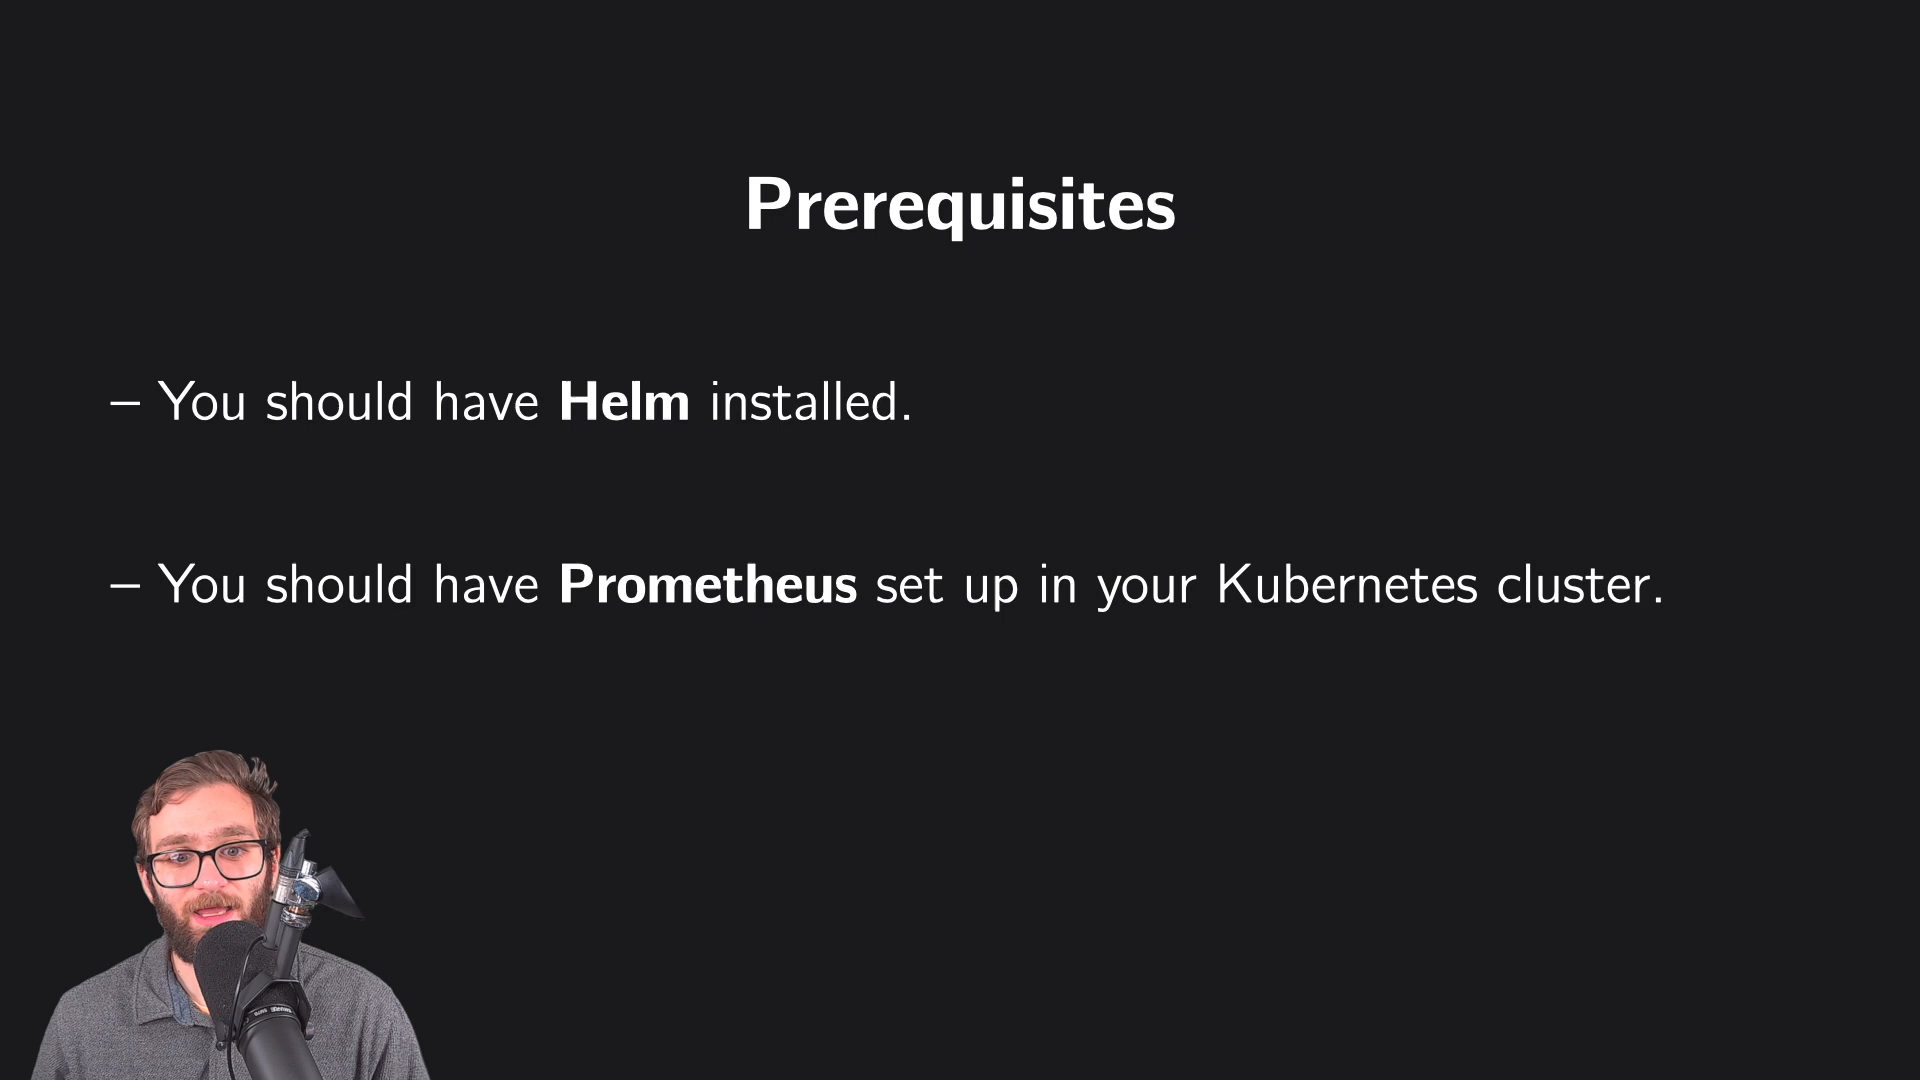 Prerequisites
– You should have Helm installed.
– You should have Prometheus set up in your Kubernetes cluster.